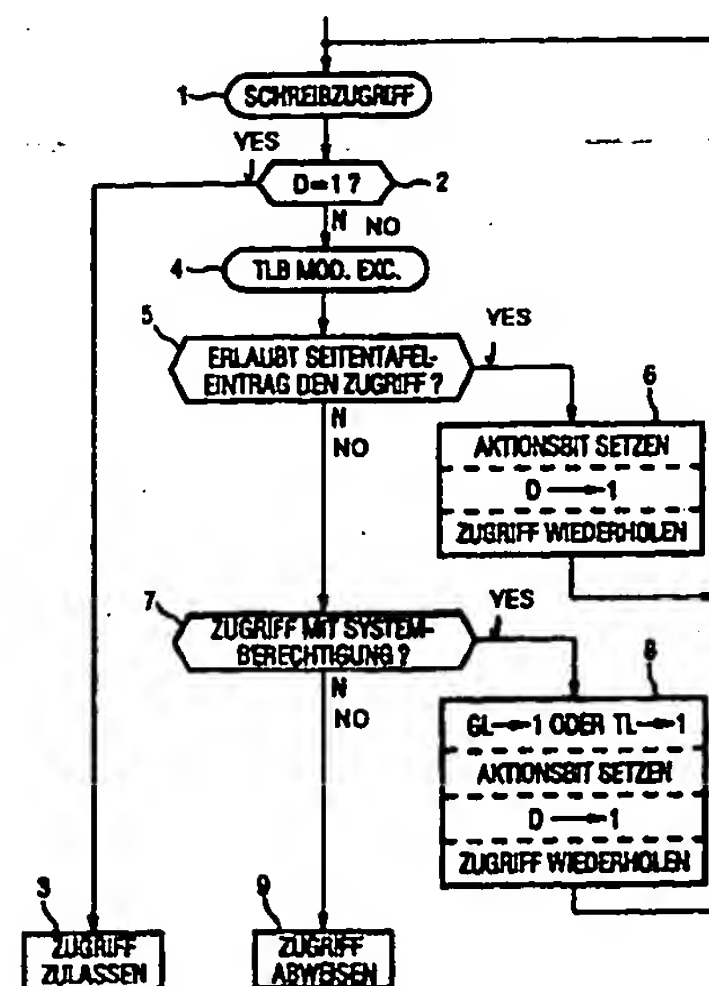 1 SCHREIBZUGRIFF
YES
D=1 ? 2
N NO
4 TLB MOD. EXC.
5 YES
ERLAUBT SEITENTAFEL-
EINTRAG DEN ZUGRIFF ?
N
NO
6
AKTIONSBIT SETZEN
D → 1
ZUGRIFF WIEDERHOLEN
7 YES
ZUGRIFF MIT SYSTEM-
BERECHTIGUNG ?
N
NO
8
GL→1 ODER TL→1
AKTIONSBIT SETZEN
D → 1
ZUGRIFF WIEDERHOLEN
3
ZUGRIFF
ZULASSEN
9
ZUGRIFF
ABWEISEN